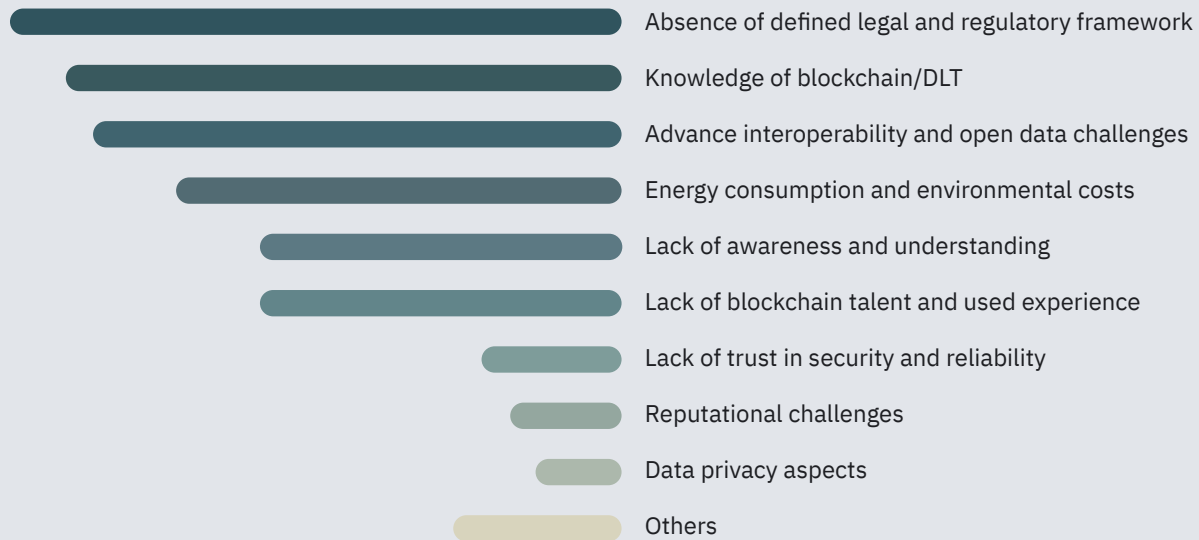 Absence of defined legal and regulatory framework
Knowledge of blockchain/DLT
Advance interoperability and open data challenges
Energy consumption and environmental costs
Lack of awareness and understanding
Lack of blockchain talent and used experience
Lack of trust in security and reliability
Reputational challenges
Data privacy aspects
Others